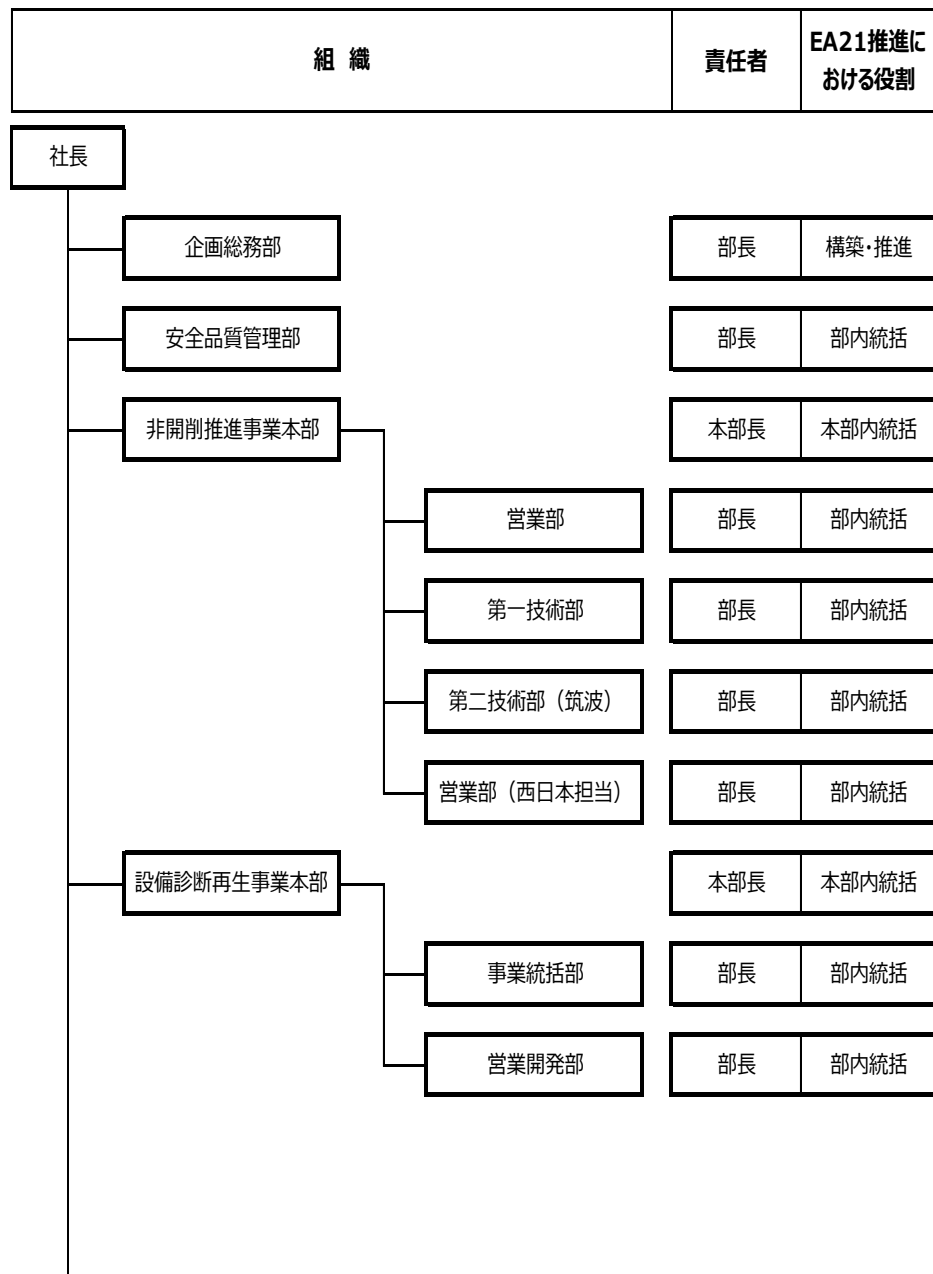 組 織 責任者 EA21推進に
おける役割
社長
企画総務部 部長 構築・推進
安全品質管理部 部長 部内統括
非開削推進事業本部 本部長 本部内統括
営業部 部長 部内統括
第一技術部 部長 部内統括
第二技術部（筑波） 部長 部内統括
営業部（西日本担当） 部長 部内統括
設備診断再生事業本部 本部長 本部内統括
事業統括部 部長 部内統括
営業開発部 部長 部内統括